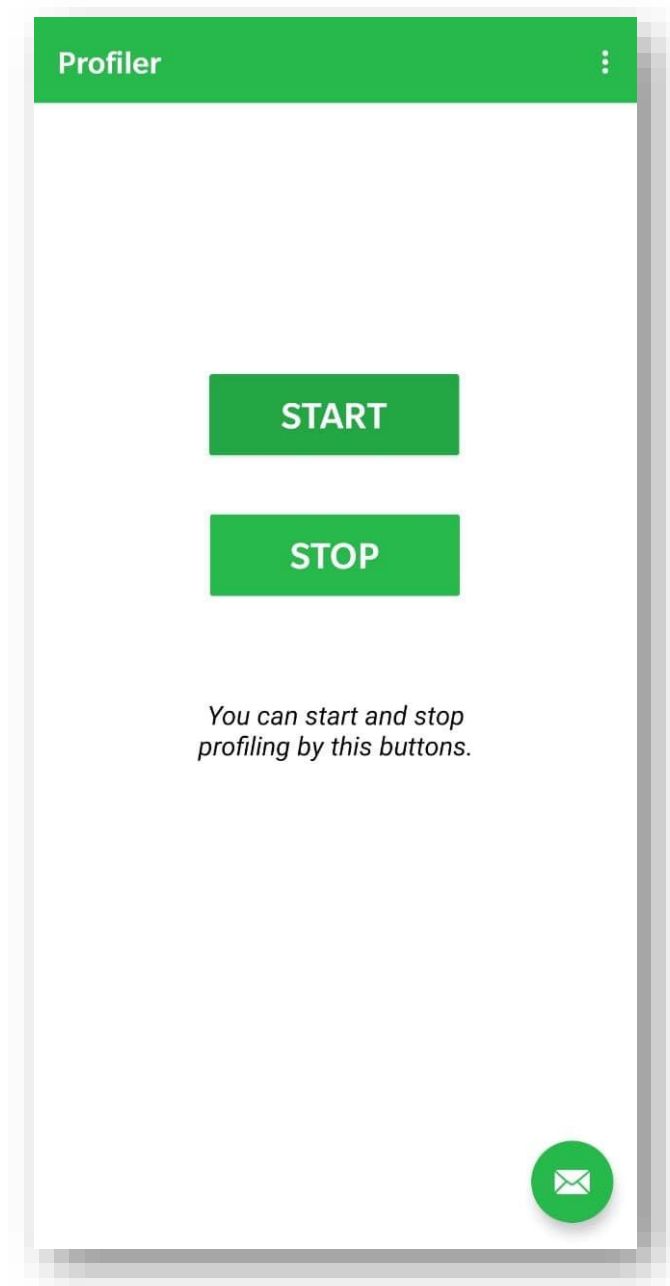 Profiler
START
STOP
You can start and stop
profiling by this buttons.